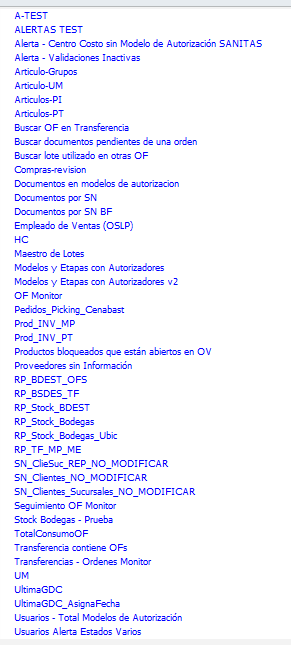 A-TEST
ALERTAS TEST
Alerta - Centro Costo sin Modelo de Autorización SANITAS
Alerta - Validaciones Inactivas
Articulo-Grupos
Articulo-UM
Articulos-PI
Articulos-PT
Buscar OF en Transferencia
Buscar documentos pendientes de una orden
Buscar lote utilizado en otras OF
Compras-revision
Documentos en modelos de autorizacion
Documentos por SN
Documentos por SN BF
Empleado de Ventas (OSLP)
HC
Maestro de Lotes
Modelos y Etapas con Autorizadores
Modelos y Etapas con Autorizadores v2
OF Monitor
Pedidos_Picking_Cenabast
Prod_INV_MP
Prod_INV_PT
Productos bloqueados que están abiertos en OV
Proveedores sin Información
RP_BDEST_OFS
RP_BSDES_TF
RP_Stock_BDEST
RP_Stock_Bodegas
RP_Stock_Bodegas_Ubic
RP_TF_MP_ME
SN_ClieSuc_REP_NO_MODIFICAR
SN_Clientes_NO_MODIFICAR
SN_Clientes_Sucursales_NO_MODIFICAR
Seguimiento OF Monitor
Stock Bodegas - Prueba
TotalConsumoOF
Transferencia contiene OFs
Transferencias - Ordenes Monitor
UM
UltimaGDC
UltimaGDC_AsignaFecha
Usuarios - Total Modelos de Autorización
Usuarios Alerta Estados Varios